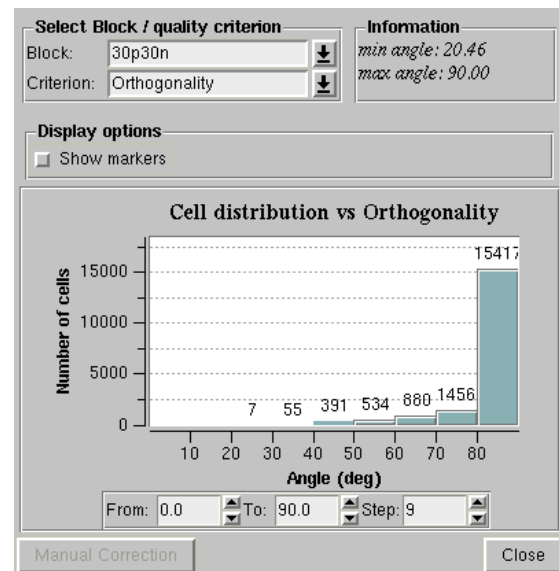 Select Block / quality criterion
Information
Block: 30p30n
min angle: 20.46
Criterion: Orthogonality
max angle: 90.00
Display options
Show markers
Cell distribution vs Orthogonality
Number of cells
15000
10000
5000
0
7 55 391 534 880 1456 15417
10 20 30 40 50 60 70 80
Angle (deg)
From: 0.0 To: 90.0 Step: 9
Manual Correction Close